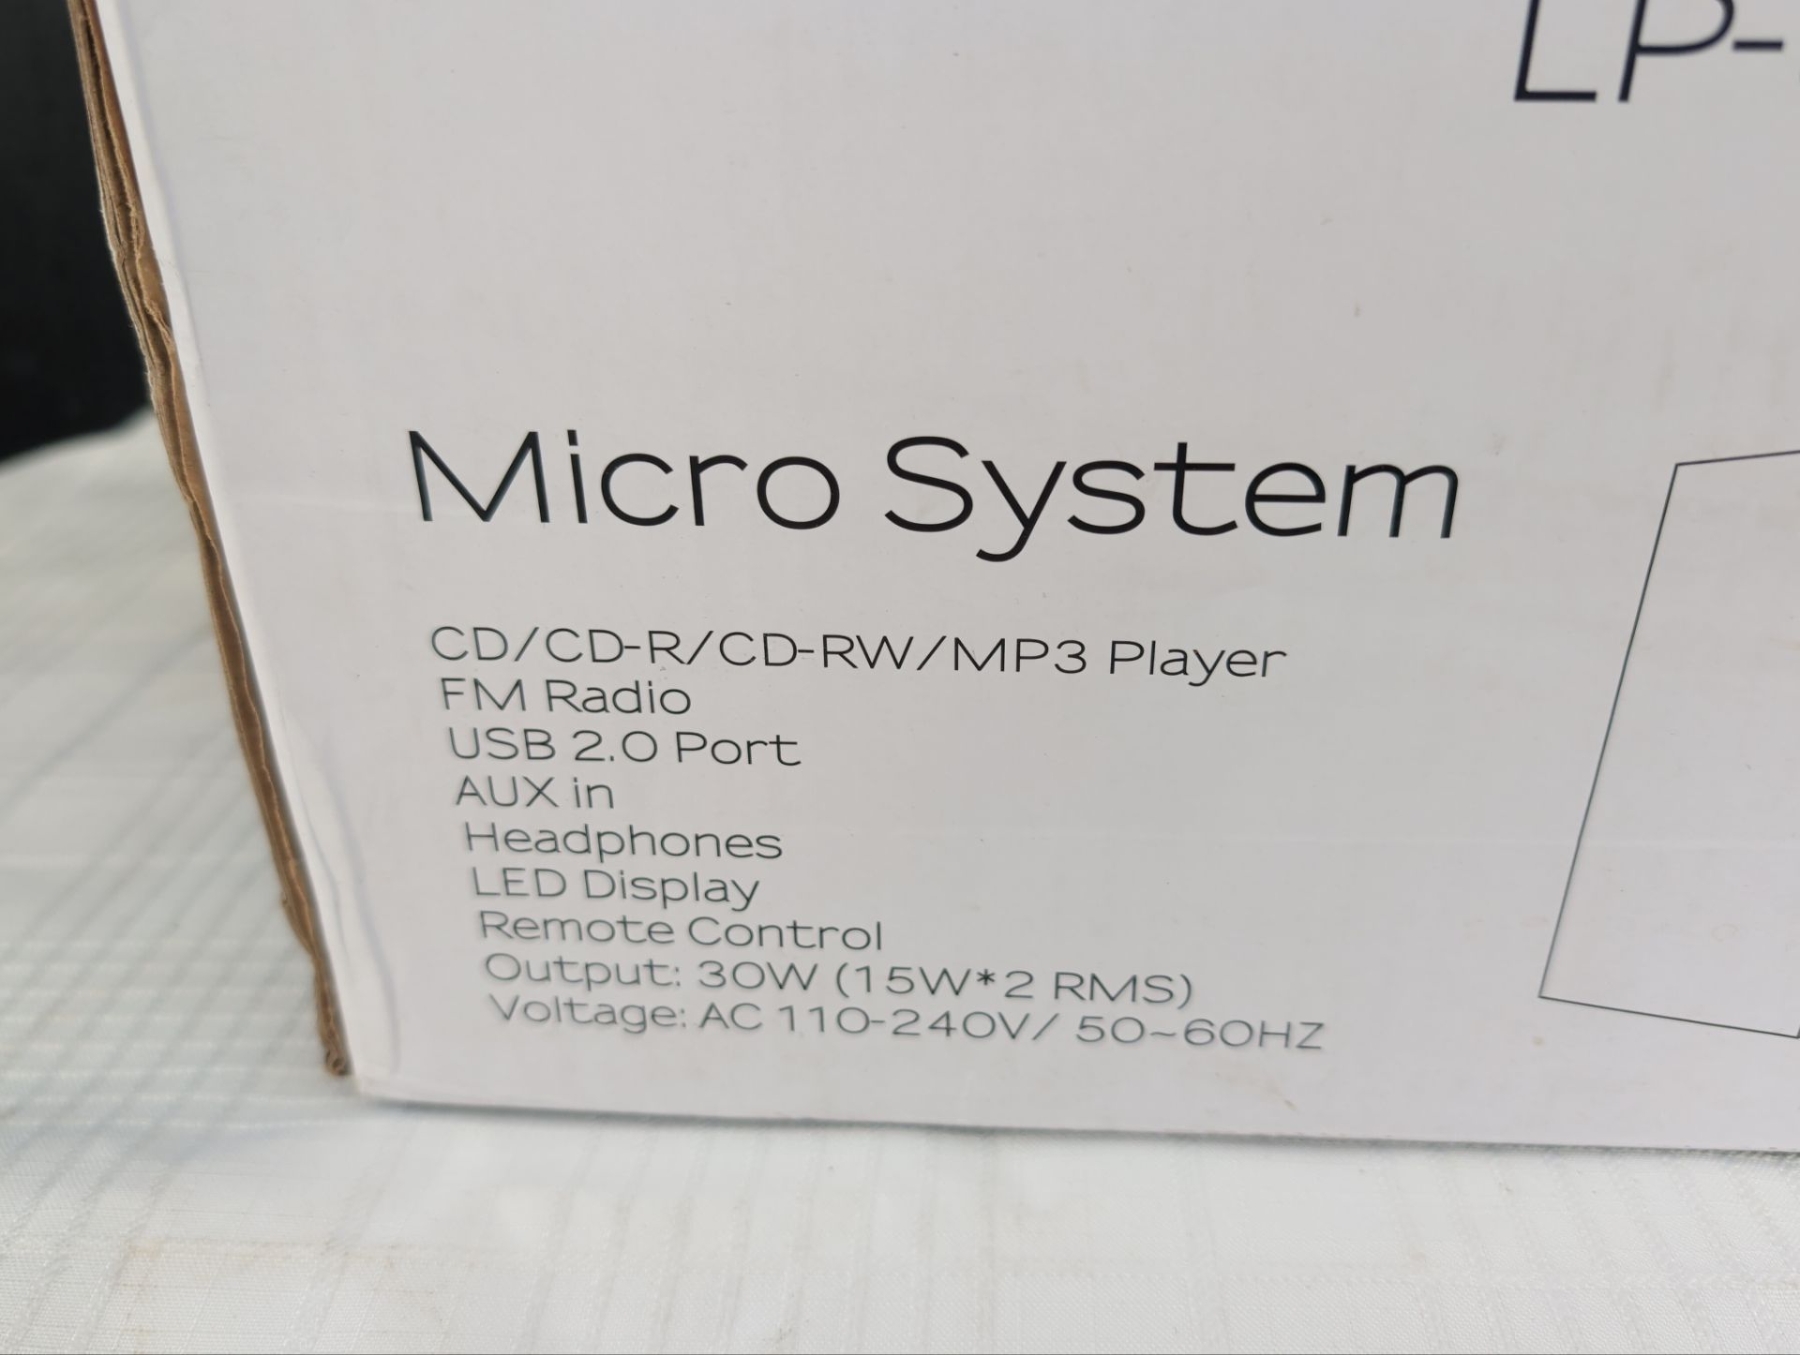 LP-
Micro System
CD/CD-R/CD-RW/MP3 Player
FM Radio
USB 2.0 Port
AUX in
Headphones
LED Display
Remote Control
Output: 30W (15W*2 RMS)
Voltage: AC 110-240V/ 50~60HZ